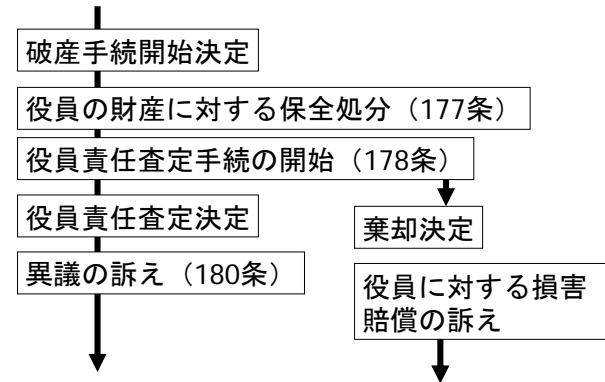 破産手続開始決定
役員の財産に対する保全処分（177条）
役員責任査定手続の開始（178条）
役員責任査定決定
棄却決定
異議の訴え（180条）
役員に対する損害
賠償の訴え